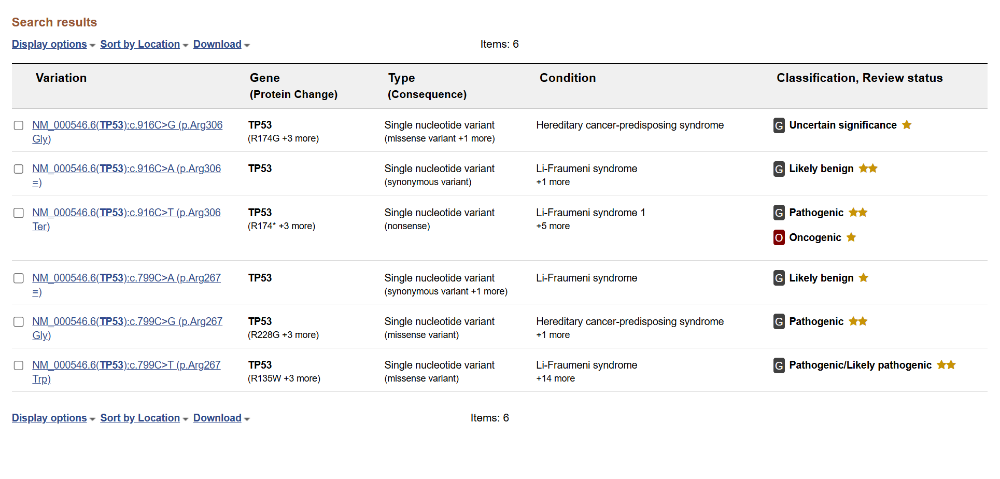 Search results
Display options Sort by Location Download Items: 6
Variation Gene Type Condition Classification, Review status
(Protein Change) (Consequence)
NM_000546.6(TP53):c.916C>G (p.Arg306 TP53 Single nucleotide variant Hereditary cancer-predisposing syndrome G Uncertain significance
Gly) (R174G +3 more) (missense variant +1 more)
NM_000546.6(TP53):c.916C>A (p.Arg306 TP53 Single nucleotide variant Li-Fraumeni syndrome G Likely benign
=) (synonymous variant) +1 more
NM_000546.6(TP53):c.916C>T (p.Arg306 TP53 Single nucleotide variant Li-Fraumeni syndrome 1 G Pathogenic
Ter) (R174* +3 more) (nonsense) +5 more
O Oncogenic
NM_000546.6(TP53):c.799C>A (p.Arg267 TP53 Single nucleotide variant Li-Fraumeni syndrome G Likely benign
=) (synonymous variant +1 more)
NM_000546.6(TP53):c.799C>G (p.Arg267 TP53 Single nucleotide variant Hereditary cancer-predisposing syndrome G Pathogenic
Gly) (R228G +3 more) (missense variant) +1 more
NM_000546.6(TP53):c.799C>T (p.Arg267 TP53 Single nucleotide variant Li-Fraumeni syndrome G Pathogenic/Likely pathogenic
Trp) (R135W +3 more) (missense variant) +14 more
Display options Sort by Location Download Items: 6